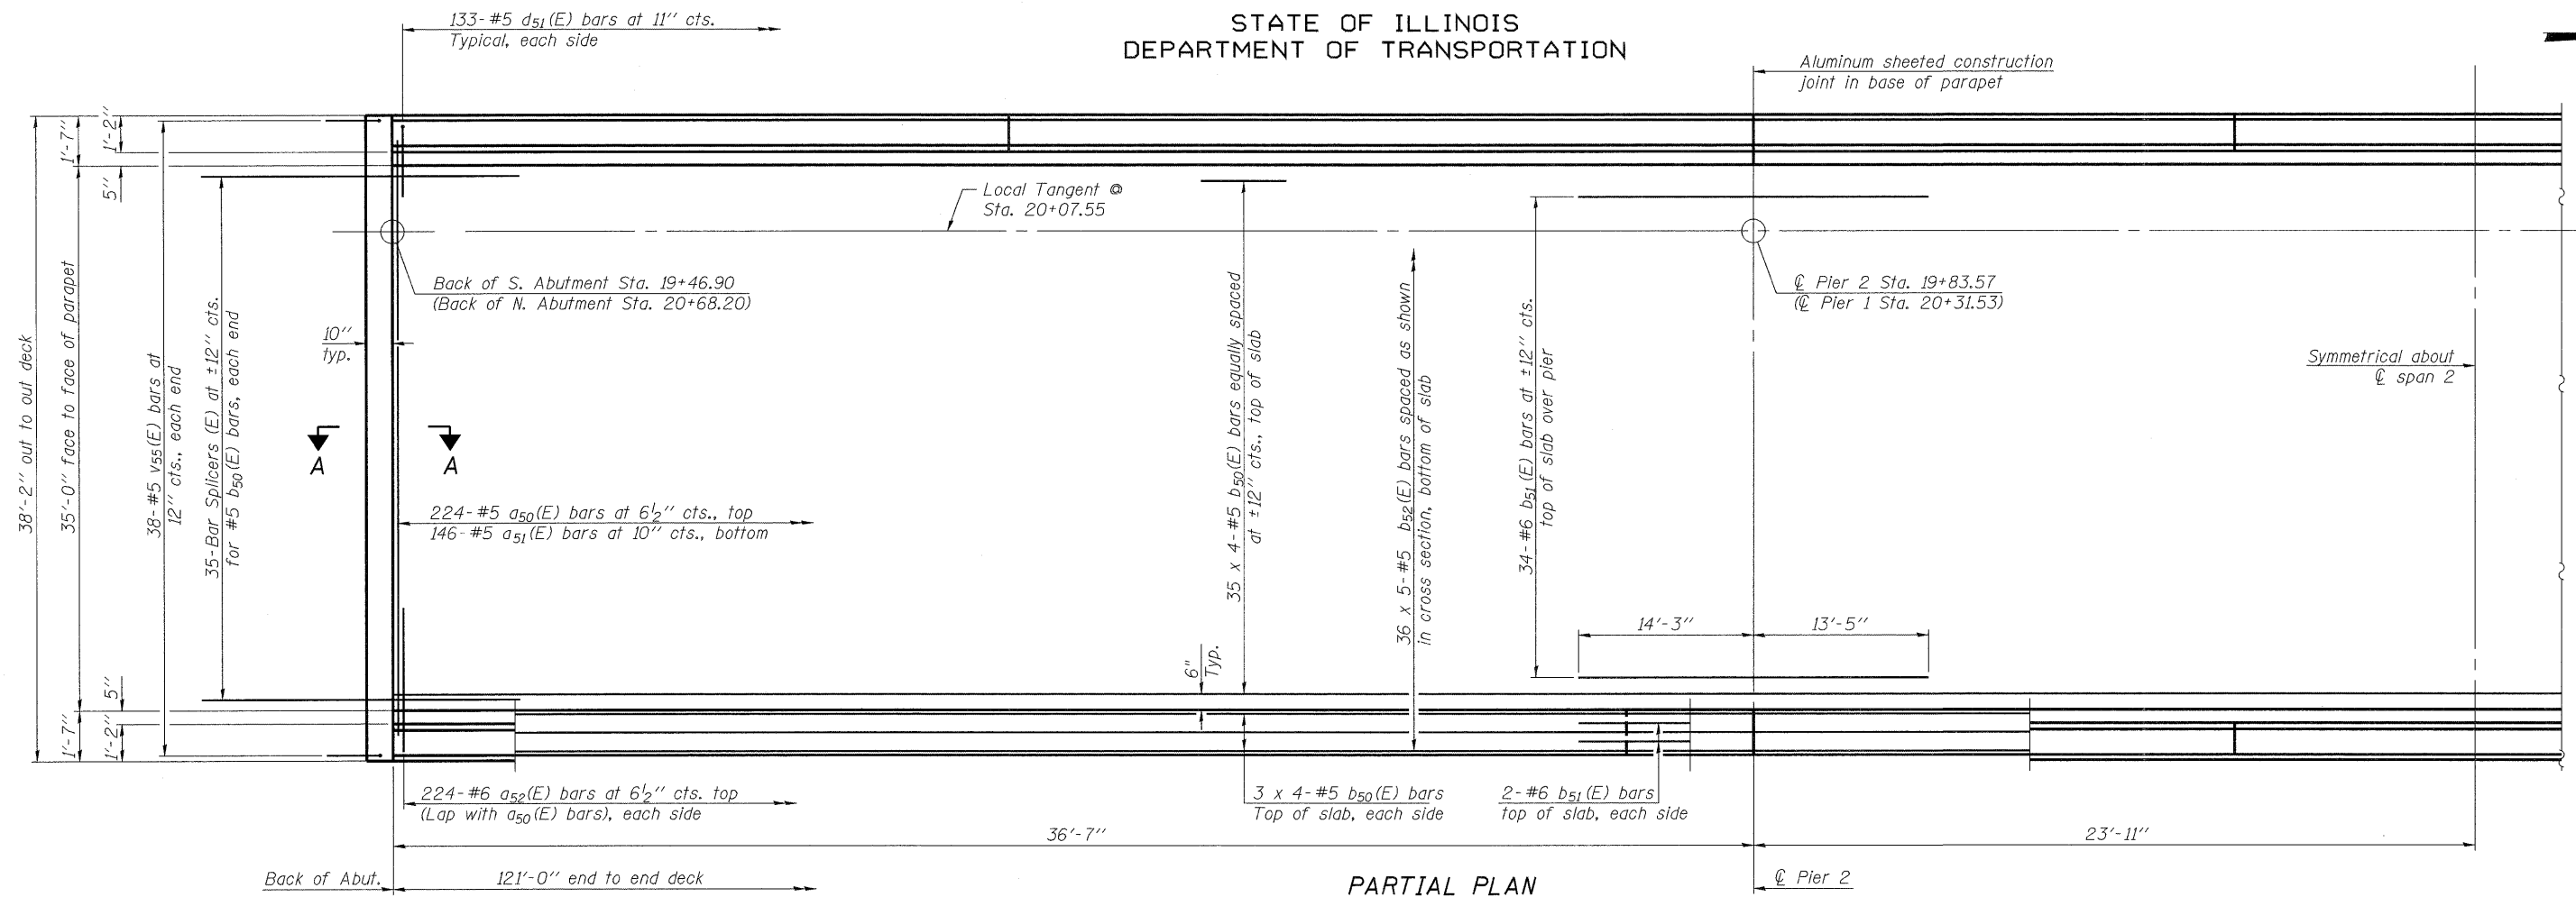 STATE OF ILLINOIS
DEPARTMENT OF TRANSPORTATION
133-#5 d51(E) bars at 11'' cts.
Typical, each side
Aluminum sheeted construction
joint in base of parapet
1'-7''
1'-2''
5''
Local Tangent @
Sta. 20+07.55
Back of S. Abutment Sta. 19+46.90
(Back of N. Abutment Sta. 20+68.20)
℄ Pier 2 Sta. 19+83.57
(℄ Pier 1 Sta. 20+31.53)
10''
typ.
Symmetrical about
℄ span 2
38'-2'' out to out deck
35'-0'' face to face of parapet
38-#5 v55(E) bars at
12'' cts., each end
35-Bar Splicers (E) at ±12'' cts.
for #5 b50(E) bars, each end
A
A
35 x 4-#5 b50(E) bars equally spaced
at ±12'' cts., top of slab
36 x 5-#5 b52(E) bars spaced as shown
in cross section, bottom of slab
34-#6 b51(E) bars at ±12'' cts.
top of slab over pier
224-#5 a50(E) bars at 6½'' cts., top
146-#5 a51(E) bars at 10'' cts., bottom
14'-3''
13'-5''
6"
Typ.
5''
1'-7''
1'-2''
224-#6 a52(E) bars at 6½'' cts. top
(Lap with a50(E) bars), each side
3 x 4-#5 b50(E) bars
Top of slab, each side
2-#6 b51(E) bars
top of slab, each side
36'-7''
23'-11''
Back of Abut.
121'-0'' end to end deck
PARTIAL PLAN
℄ Pier 2